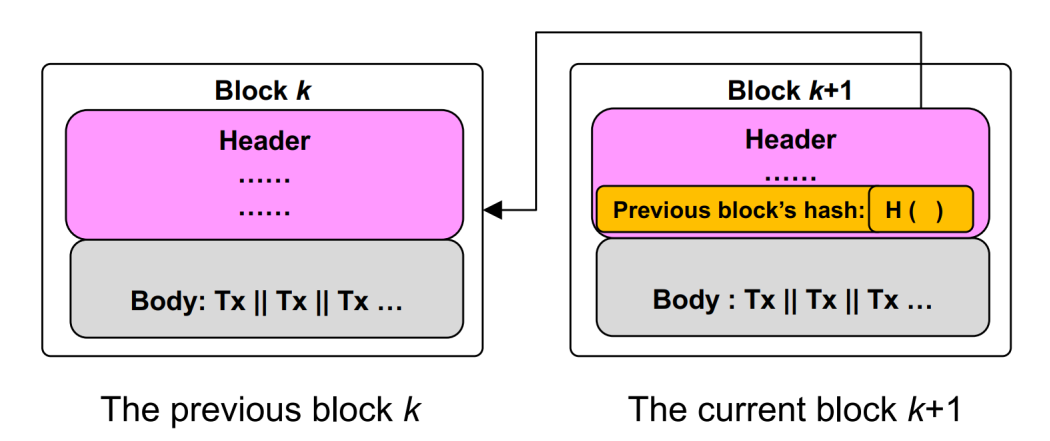 Block k
Header
......
......
Body: Tx || Tx || Tx ...
The previous block k
Block k+1
Header
......
Previous block's hash: H ( )
Body : Tx || Tx || Tx ...
The current block k+1